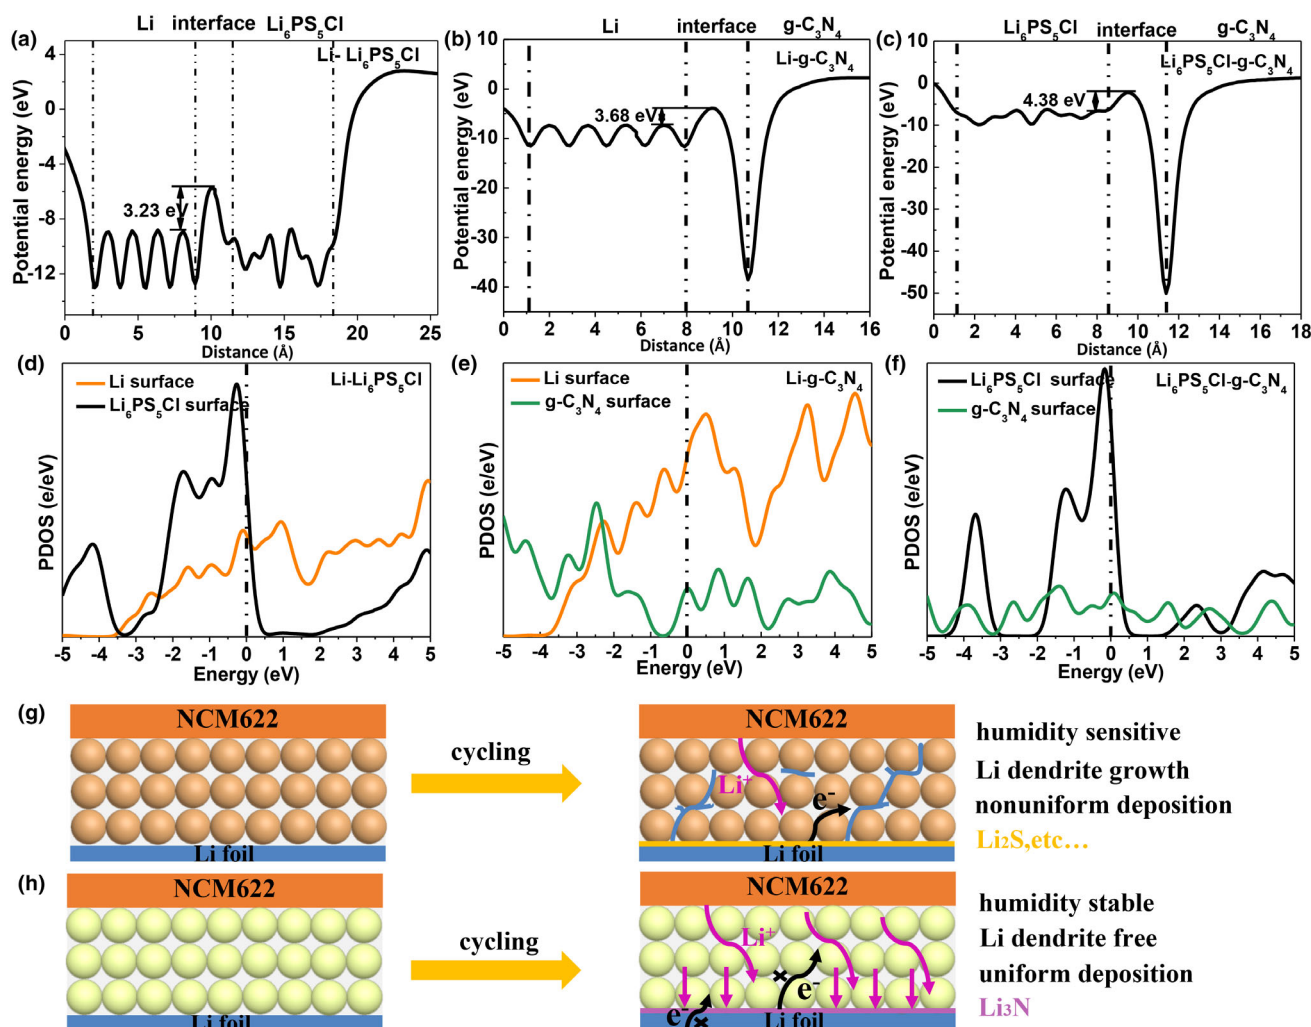 (a)
Li interface Li₆PS₅Cl
Li- Li₆PS₅Cl
Potential energy (eV)
4
0
-4
-8
-12
3.23 eV
0 5 10 15 20 25
Distance (Å)
(b)
Li interface g-C₃N₄
Li-g-C₃N₄
Potential energy (eV)
10
0
-10
-20
-30
-40
3.68 eV
0 2 4 6 8 10 12 14 16
Distance (Å)
(c)
Li₆PS₅Cl interface g-C₃N₄
Li₆PS₅Cl-g-C₃N₄
Potential energy (eV)
10
0
-10
-20
-30
-40
-50
4.38 eV
0 2 4 6 8 10 12 14 16 18
Distance (Å)
(d)
Li surface
Li₆PS₅Cl surface
Li-Li₆PS₅Cl
PDOS (e/eV)
-5 -4 -3 -2 -1 0 1 2 3 4 5
Energy (eV)
(e)
Li surface
g-C₃N₄ surface
Li-g-C₃N₄
PDOS (e/eV)
-5 -4 -3 -2 -1 0 1 2 3 4 5
Energy (eV)
(f)
Li₆PS₅Cl surface
g-C₃N₄ surface
Li₆PS₅Cl-g-C₃N₄
PDOS (e/eV)
-5 -4 -3 -2 -1 0 1 2 3 4 5
Energy (eV)
(g)
NCM622
Li foil
cycling
NCM622
Li⁺
e⁻
Li foil
humidity sensitive
Li dendrite growth
nonuniform deposition
Li₂S,etc…
(h)
NCM622
Li foil
cycling
NCM622
Li⁺
e⁻
e⁻
Li foil
humidity stable
Li dendrite free
uniform deposition
Li₃N